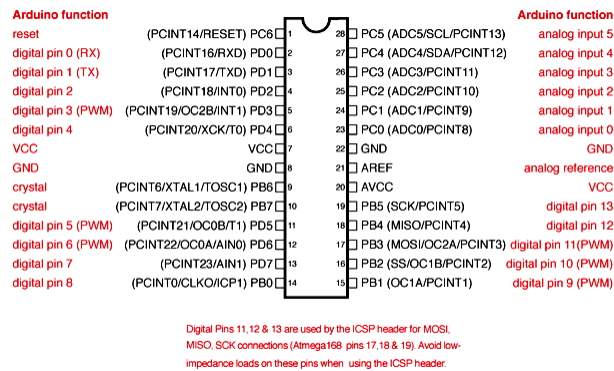 Arduino function Arduino function
reset (PCINT14/RESET) PC6 1 28 PC5 (ADC5/SCL/PCINT13) analog input 5
digital pin 0 (RX) (PCINT16/RXD) PD0 2 27 PC4 (ADC4/SDA/PCINT12) analog input 4
digital pin 1 (TX) (PCINT17/TXD) PD1 3 26 PC3 (ADC3/PCINT11) analog input 3
digital pin 2 (PCINT18/INT0) PD2 4 25 PC2 (ADC2/PCINT10) analog input 2
digital pin 3 (PWM) (PCINT19/OC2B/INT1) PD3 5 24 PC1 (ADC1/PCINT9) analog input 1
digital pin 4 (PCINT20/XCK/T0) PD4 6 23 PC0 (ADC0/PCINT8) analog input 0
VCC VCC 7 22 GND GND
GND GND 8 21 AREF analog reference
crystal (PCINT6/XTAL1/TOSC1) PB6 9 20 AVCC VCC
crystal (PCINT7/XTAL2/TOSC2) PB7 10 19 PB5 (SCK/PCINT5) digital pin 13
digital pin 5 (PWM) (PCINT21/OC0B/T1) PD5 11 18 PB4 (MISO/PCINT4) digital pin 12
digital pin 6 (PWM) (PCINT22/OC0A/AIN0) PD6 12 17 PB3 (MOSI/OC2A/PCINT3) digital pin 11(PWM)
digital pin 7 (PCINT23/AIN1) PD7 13 16 PB2 (SS/OC1B/PCINT2) digital pin 10 (PWM)
digital pin 8 (PCINT0/CLKO/ICP1) PB0 14 15 PB1 (OC1A/PCINT1) digital pin 9 (PWM)
Digital Pins 11,12 & 13 are used by the ICSP header for MOSI,
MISO, SCK connections (Atmega168 pins 17,18 & 19). Avoid low-
impedance loads on these pins when using the ICSP header.